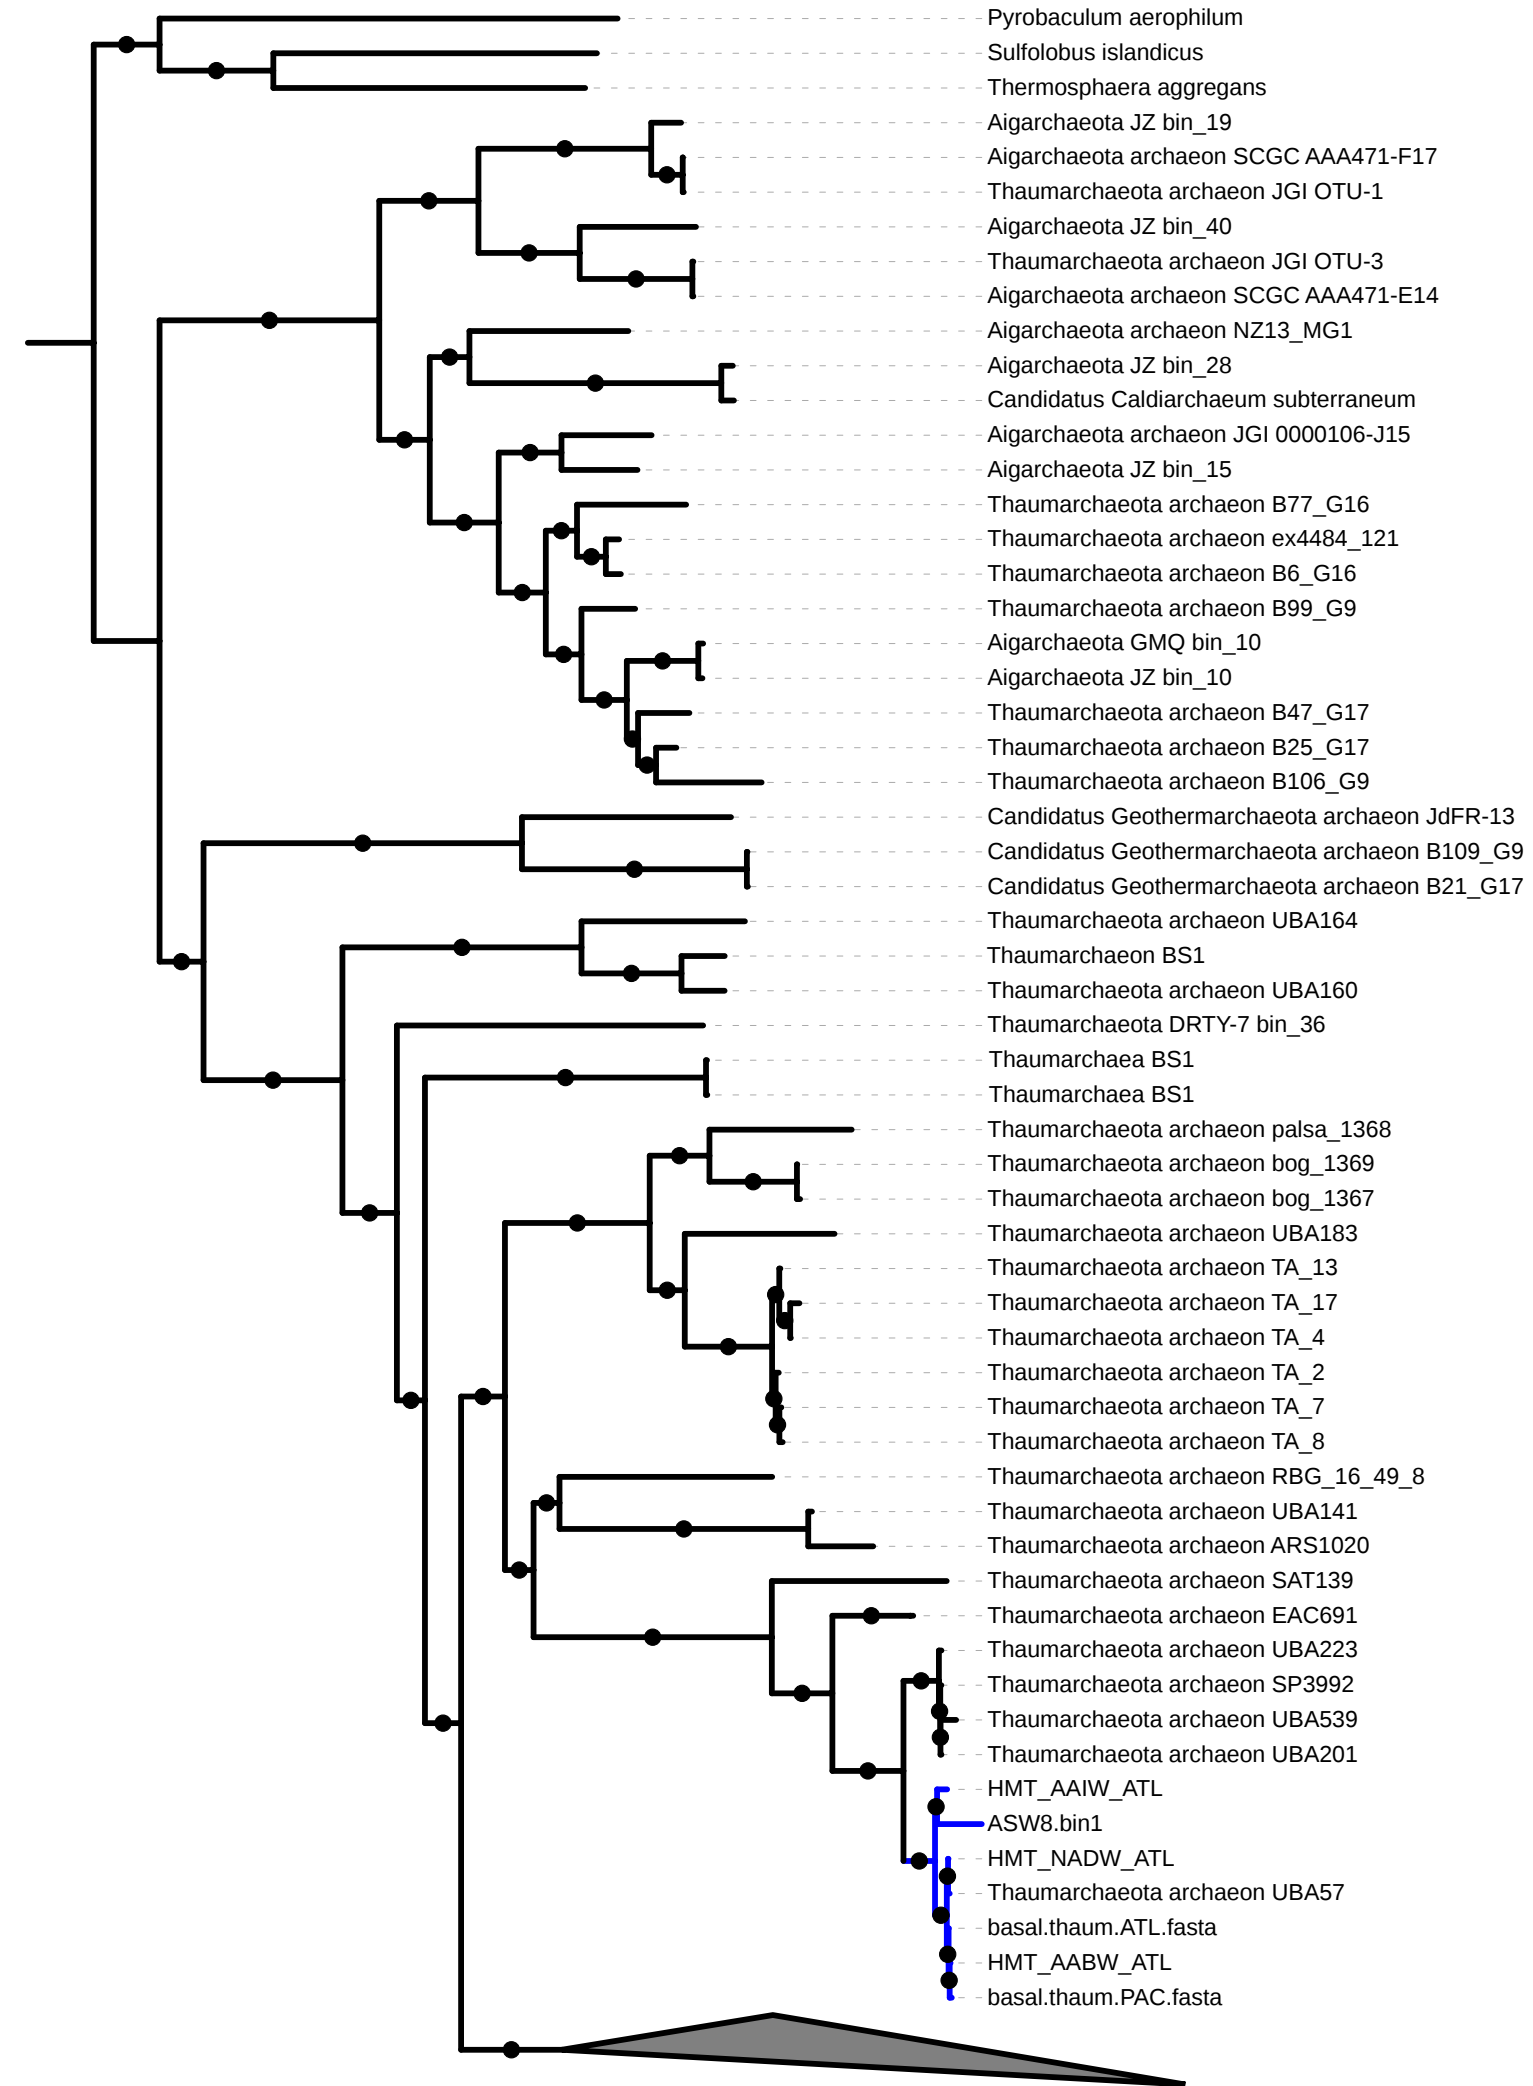 Pyrobaculum aerophilum
Sulfolobus islandicus
Thermosphaera aggregans
Aigarchaeota JZ bin_19
Aigarchaeota archaeon SCGC AAA471-F17
Thaumarchaeota archaeon JGI OTU-1
Aigarchaeota JZ bin_40
Thaumarchaeota archaeon JGI OTU-3
Aigarchaeota archaeon SCGC AAA471-E14
Aigarchaeota archaeon NZ13_MG1
Aigarchaeota JZ bin_28
Candidatus Caldiarchaeum subterraneum
Aigarchaeota archaeon JGI 0000106-J15
Aigarchaeota JZ bin_15
Thaumarchaeota archaeon B77_G16
Thaumarchaeota archaeon ex4484_121
Thaumarchaeota archaeon B6_G16
Thaumarchaeota archaeon B99_G9
Aigarchaeota GMQ bin_10
Aigarchaeota JZ bin_10
Thaumarchaeota archaeon B47_G17
Thaumarchaeota archaeon B25_G17
Thaumarchaeota archaeon B106_G9
Candidatus Geothermarchaeota archaeon JdFR-13
Candidatus Geothermarchaeota archaeon B109_G9
Candidatus Geothermarchaeota archaeon B21_G17
Thaumarchaeota archaeon UBA164
Thaumarchaeon BS1
Thaumarchaeota archaeon UBA160
Thaumarchaeota DRTY-7 bin_36
Thaumarchaea BS1
Thaumarchaea BS1
Thaumarchaeota archaeon palsa_1368
Thaumarchaeota archaeon bog_1369
Thaumarchaeota archaeon bog_1367
Thaumarchaeota archaeon UBA183
Thaumarchaeota archaeon TA_13
Thaumarchaeota archaeon TA_17
Thaumarchaeota archaeon TA_4
Thaumarchaeota archaeon TA_2
Thaumarchaeota archaeon TA_7
Thaumarchaeota archaeon TA_8
Thaumarchaeota archaeon RBG_16_49_8
Thaumarchaeota archaeon UBA141
Thaumarchaeota archaeon ARS1020
Thaumarchaeota archaeon SAT139
Thaumarchaeota archaeon EAC691
Thaumarchaeota archaeon UBA223
Thaumarchaeota archaeon SP3992
Thaumarchaeota archaeon UBA539
Thaumarchaeota archaeon UBA201
HMT_AAIW_ATL
ASW8.bin1
HMT_NADW_ATL
Thaumarchaeota archaeon UBA57
basal.thaum.ATL.fasta
HMT_AABW_ATL
basal.thaum.PAC.fasta